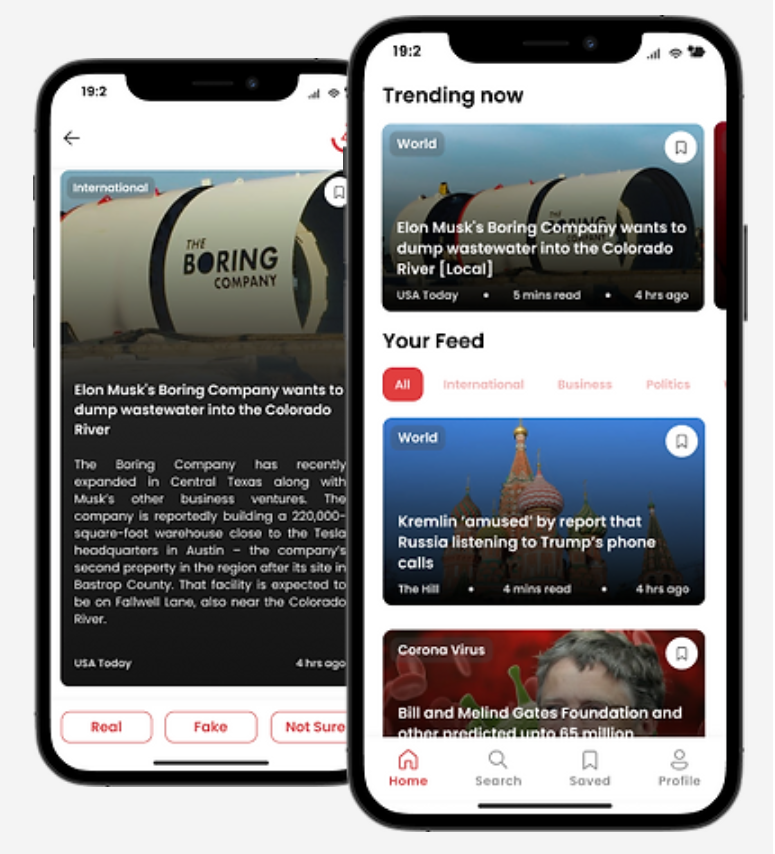 19:2
International
THE
BORING
COMPANY
Elon Musk's Boring Company wants to
dump wastewater into the Colorado
River
The Boring Company has recently
expanded in Central Texas along with
Musk's other business ventures. The
company is reportedly building a 220,000-
square-foot warehouse close to the Tesla
headquarters in Austin – the company's
second property in the region after its site in
Bastrop County. That facility is expected to
be on Fallwell Lane, also near the Colorado
River.
USA Today 4 hrs ago
Real Fake Not Sure
19:2
Trending now
World
BORING
Elon Musk's Boring Company wants to
dump wastewater into the Colorado
River [Local]
USA Today • 5 mins read • 4 hrs ago
Your Feed
All International Business Politics
World
Kremlin 'amused' by report that
Russia listening to Trump's phone
calls
The Hill • 4 mins read • 4 hrs ago
Corona Virus
Bill and Melind Gates Foundation and
other predicted upto 65 million
Home Search Saved Profile